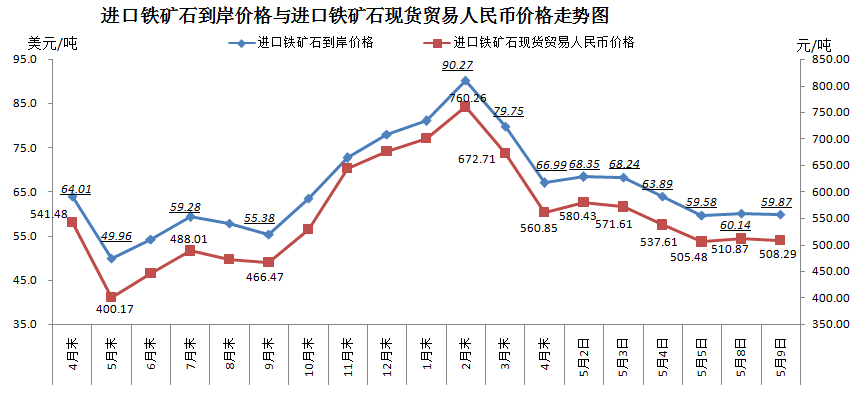 进口铁矿石到岸价格与进口铁矿石现货贸易人民币价格走势图
美元/吨
元/吨
进口铁矿石到岸价格
进口铁矿石现货贸易人民币价格
95.0
85.0
75.0
65.0
55.0
45.0
35.0
850.00
800.00
750.00
700.00
650.00
600.00
550.00
500.00
450.00
400.00
350.00
64.01
49.96
59.28
55.38
90.27
79.75
66.99
68.35
68.24
63.89
59.58
60.14
59.87
541.48
400.17
488.01
466.47
760.26
672.71
560.85
580.43
571.61
537.61
505.48
510.87
508.29
4月末
5月末
6月末
7月末
8月末
9月末
10月末
11月末
12月末
1月末
2月末
3月末
4月末
5月2日
5月3日
5月4日
5月5日
5月8日
5月9日